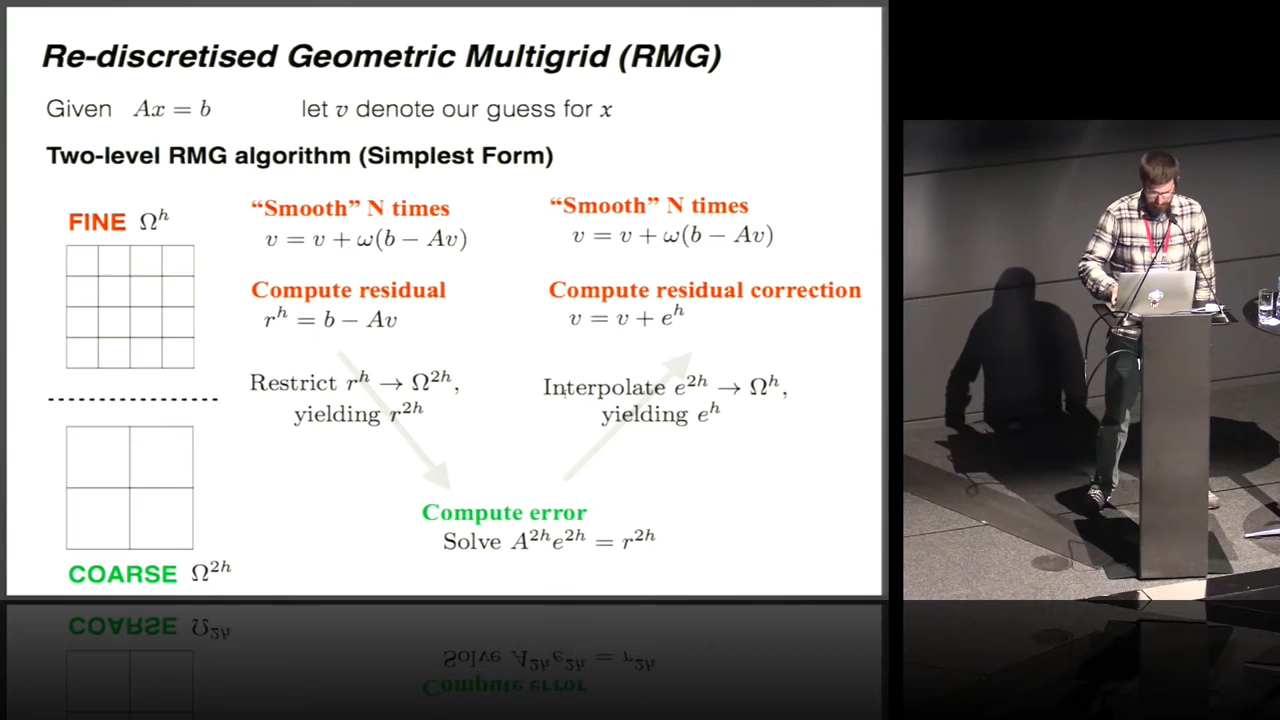 Re-discretised Geometric Multigrid (RMG)
Given Ax = b let v denote our guess for x
Two-level RMG algorithm (Simplest Form)
FINE Ω^h
"Smooth" N times
v = v + ω(b − Av)
Compute residual
r^h = b − Av
Restrict r^h → Ω^{2h},
yielding r^{2h}
"Smooth" N times
v = v + ω(b − Av)
Compute residual correction
v = v + e^h
Interpolate e^{2h} → Ω^h,
yielding e^h
Compute error
Solve A^{2h}e^{2h} = r^{2h}
COARSE Ω^{2h}